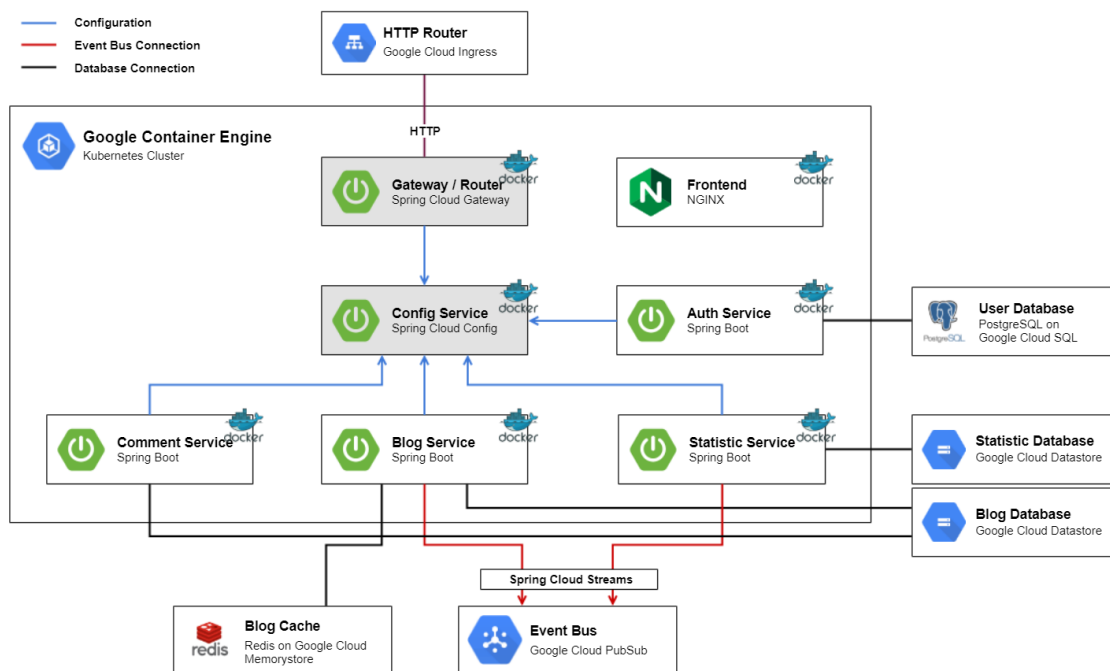 Configuration
Event Bus Connection
Database Connection
HTTP Router
Google Cloud Ingress
Google Container Engine
Kubernetes Cluster
HTTP
docker
Gateway / Router
Spring Cloud Gateway
docker
Frontend
NGINX
docker
Config Service
Spring Cloud Config
docker
Auth Service
Spring Boot
PostgreSQL
User Database
PostgreSQL on
Google Cloud SQL
docker
Comment Service
Spring Boot
docker
Blog Service
Spring Boot
docker
Statistic Service
Spring Boot
Statistic Database
Google Cloud Datastore
Blog Database
Google Cloud Datastore
Spring Cloud Streams
redis
Blog Cache
Redis on Google Cloud
Memorystore
Event Bus
Google Cloud PubSub